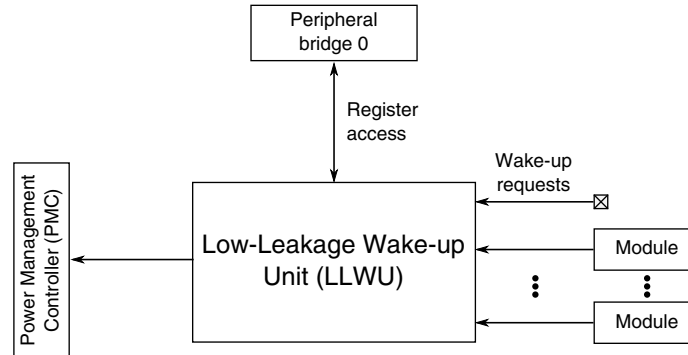 Peripheral
bridge 0
Register
access
Wake-up
requests
Power Management
Controller (PMC)
Low-Leakage Wake-up
Unit (LLWU)
Module
Module